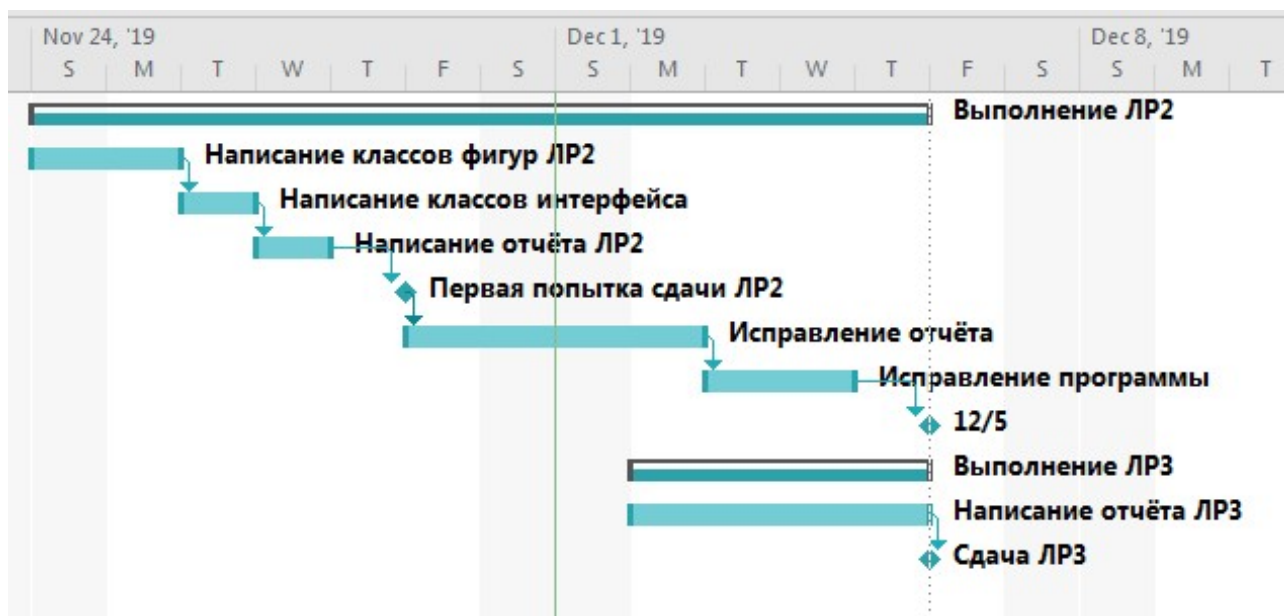 Nov 24, '19 Dec 1, '19 Dec 8, '19
S M T W T F S S M T W T F S S M T
Выполнение ЛР2
Написание классов фигур ЛР2
Написание классов интерфейса
Написание отчёта ЛР2
Первая попытка сдачи ЛР2
Исправление отчёта
Исправление программы
12/5
Выполнение ЛР3
Написание отчёта ЛР3
Сдача ЛР3